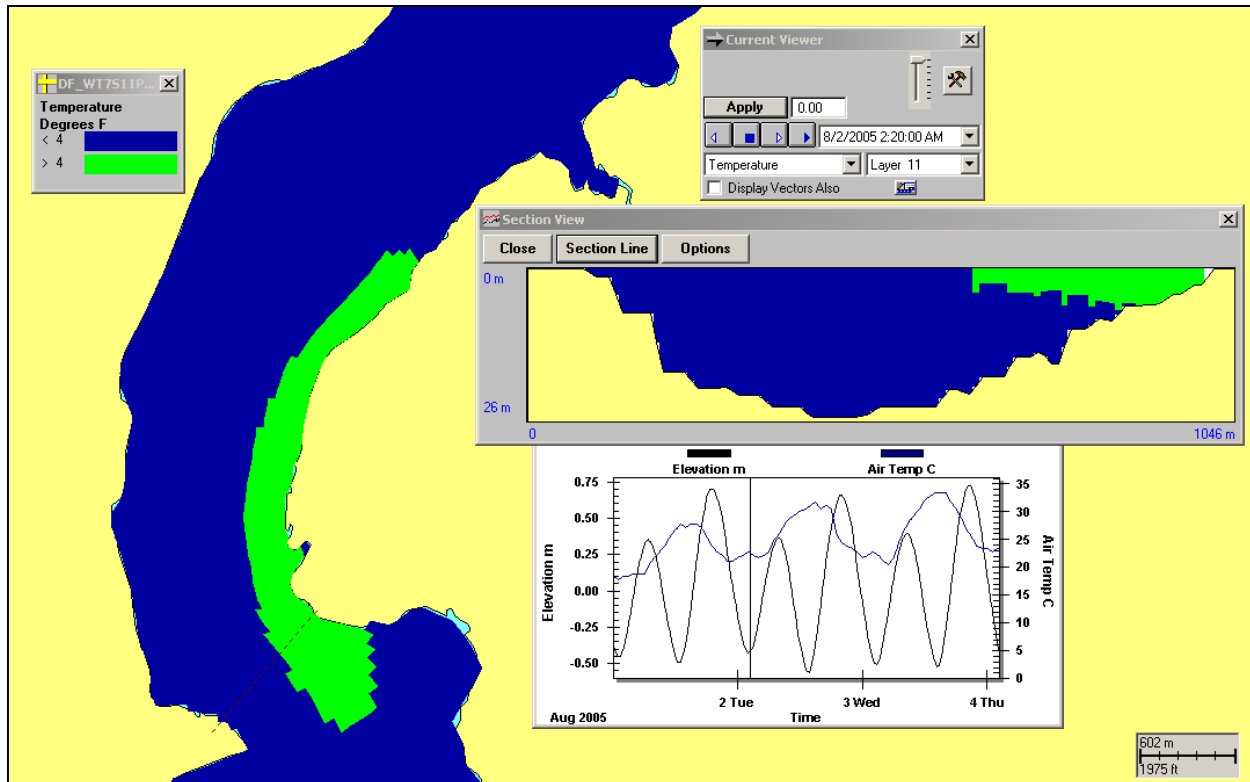 DF_WT7S11P...
Temperature
Degrees F
< 4
> 4
Current Viewer
Apply 0.00
8/2/2005 2:20:00 AM
Temperature Layer 11
Display Vectors Also
Section View
Close Section Line Options
0 m
26 m
0 1046 m
Elevation m Air Temp C
0.75
0.50
0.25
0.00
-0.25
-0.50
Elevation m
35
30
25
20
15
10
5
0
Air Temp C
2 Tue 3 Wed 4 Thu
Aug 2005 Time
602 m
1975 ft